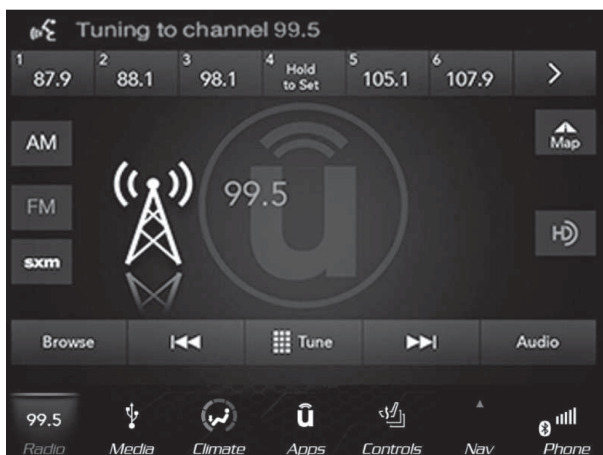 Tuning to channel 99.5
1 87.9 2 88.1 3 98.1 4 Hold to Set 5 105.1 6 107.9
AM
Map
99.5
FM
HD
sxm
ū
Browse Tune Audio
99.5 ū
Radio Media Climate Apps Controls Nav Phone